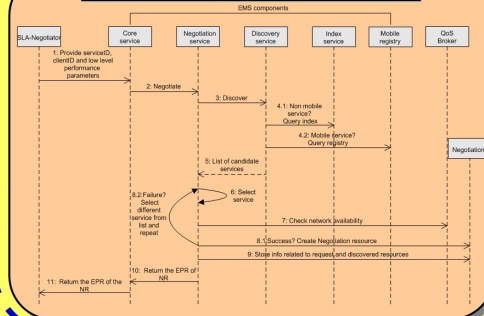 EMS components
SLA-Negotiator
Core
service
Negotiation
service
Discovery
service
Index
service
Mobile
registry
QoS
Broker
1: Provide serviceID,
clientID and low level
performance
parameters
2: Negotiate
3: Discover
4.1: Non mobile
service?
Query index
4.2: Mobile service?
Query registry
Negotiation
5: List of candidate
services
8.2:Failure?
Select
different
service from
list and
repeat
6: Select
service
7: Check network availability
8.1:Success? Create Negotiation resource
9: Store info related to request and discovered resources
10: Return the EPR of
NR
11: Return the EPR of the
NR